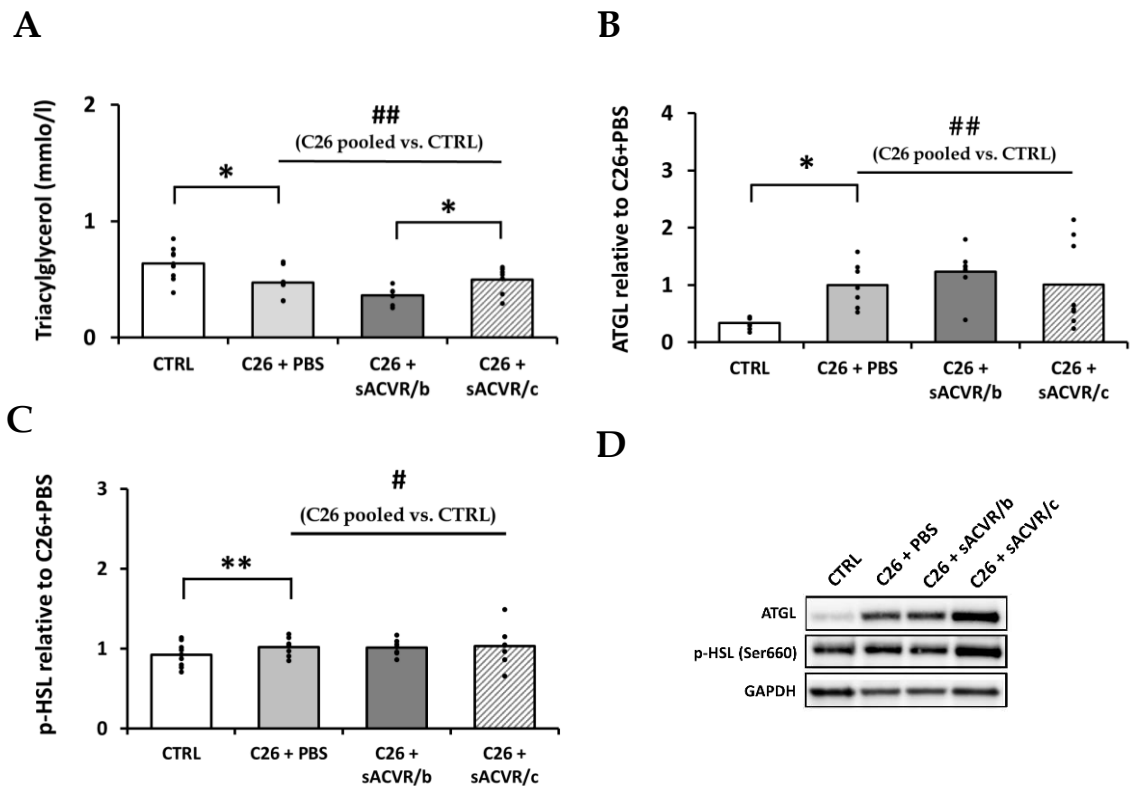 A
Triacylglycerol (mmlo/l)
2
1
0
##
(C26 pooled vs. CTRL)
*
*
CTRL
C26 + PBS
C26 +
sACVR/b
C26 +
sACVR/c
B
ATGL relative to C26+PBS
4
3
2
1
0
##
(C26 pooled vs. CTRL)
*
CTRL
C26 + PBS
C26 +
sACVR/b
C26 +
sACVR/c
C
p-HSL relative to C26+PBS
3
2
1
0
#
(C26 pooled vs. CTRL)
**
CTRL
C26 + PBS
C26 +
sACVR/b
C26 +
sACVR/c
D
CTRL
C26 + PBS
C26 + sACVR/b
C26 + sACVR/c
ATGL
p-HSL (Ser660)
GAPDH